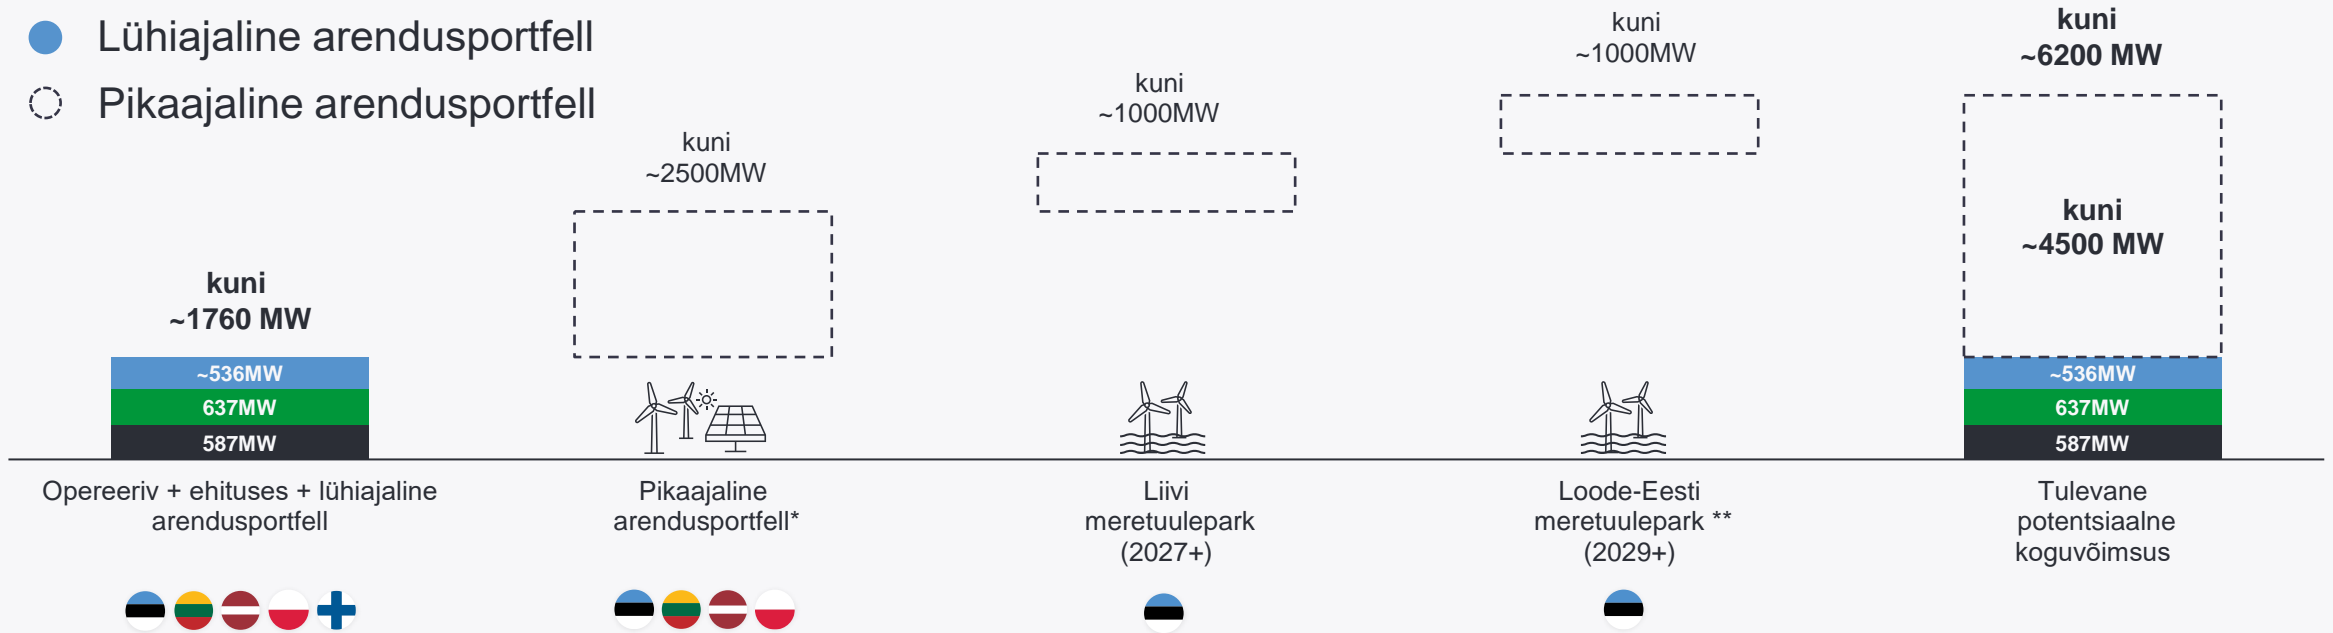 Lühiajaline arendusportfell
Pikaajaline arendusportfell
kuni
~1760 MW
~536MW
637MW
587MW
Opereeriv + ehituses + lühiajaline
arendusportfell
kuni
~2500MW
Pikaajaline
arendusportfell*
kuni
~1000MW
Liivi
meretuulepark
(2027+)
kuni
~1000MW
Loode-Eesti
meretuulepark **
(2029+)
kuni
~6200 MW
kuni
~4500 MW
~536MW
637MW
587MW
Tulevane
potentsiaalne
koguvõimsus